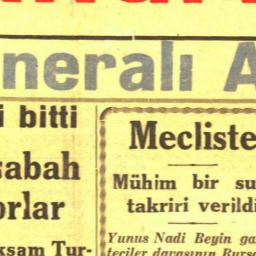 neralı A
i bitti
sabah
orlar
ksam Tur-
Mecliste
Mühim bir su
takriri verildi
Yunus Nadi Beyin ga
teciler davasının Bursa